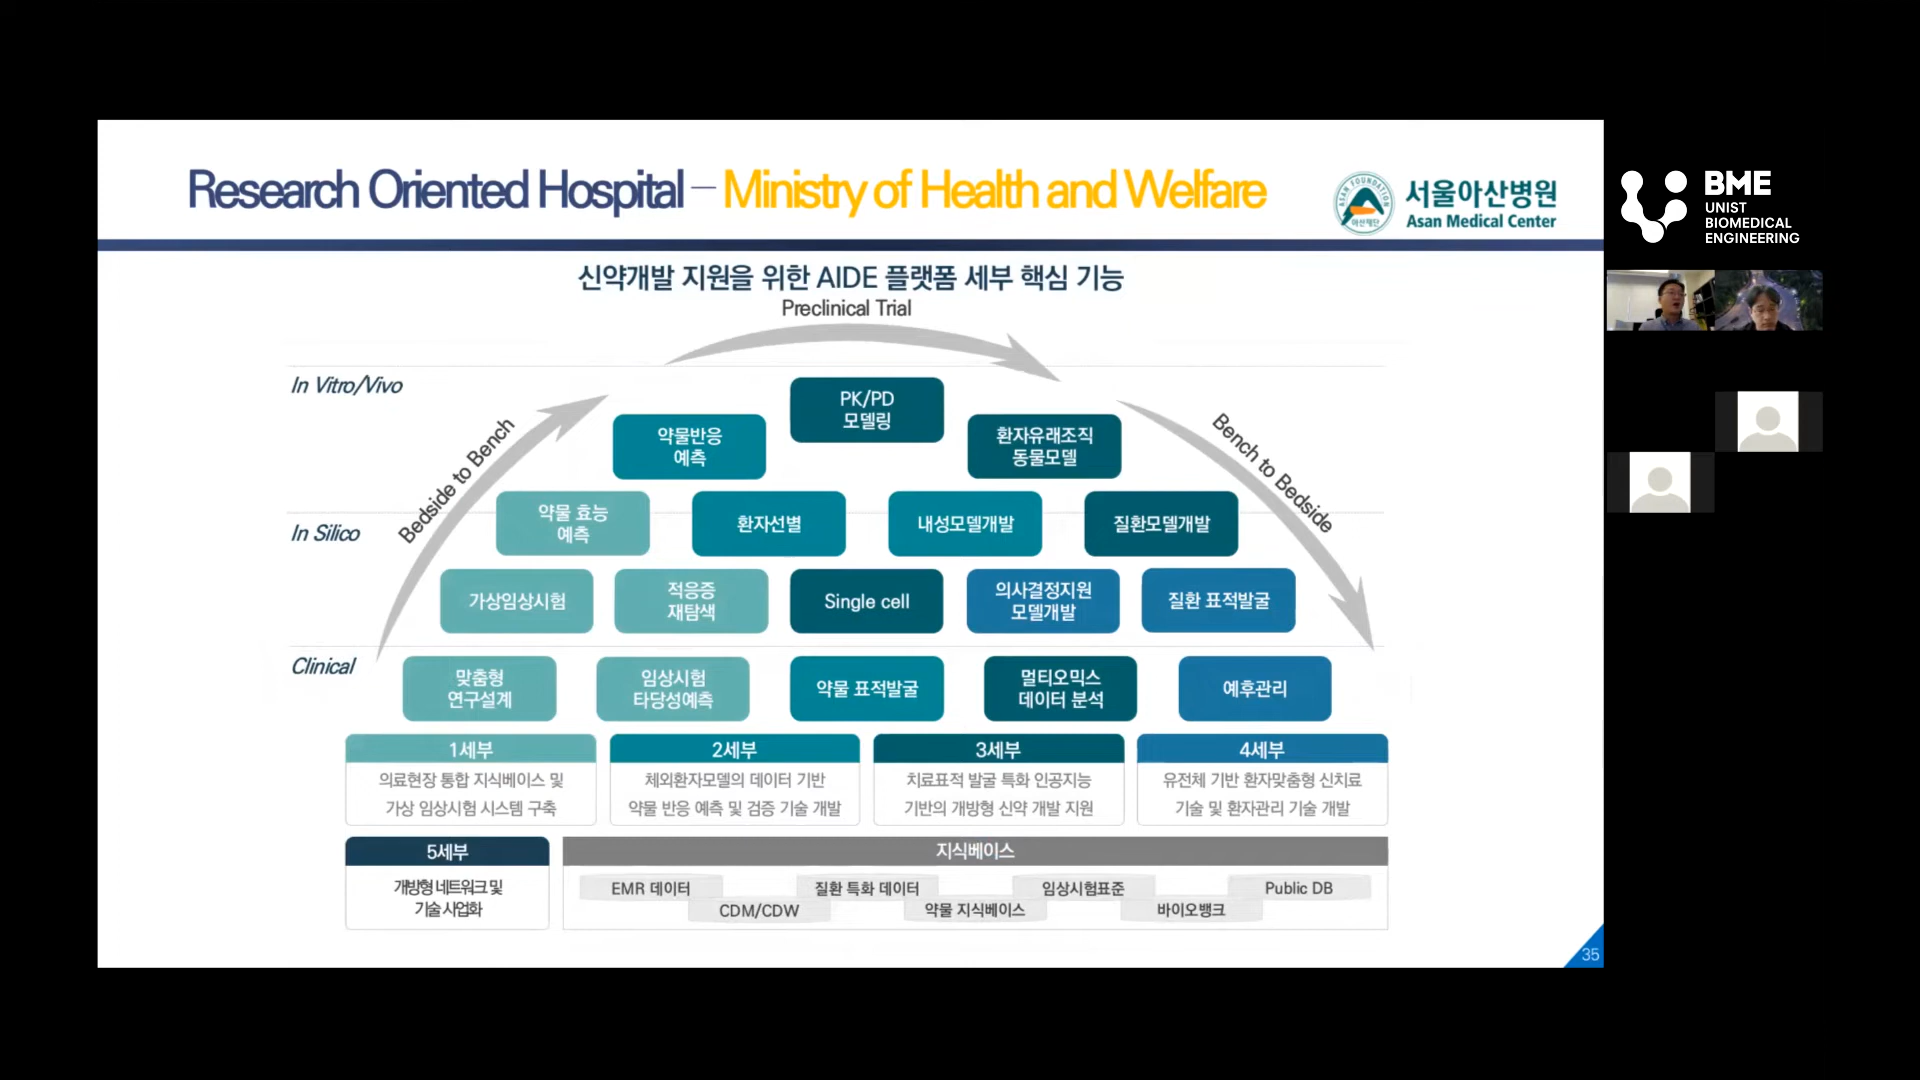 Research Oriented Hospital – Ministry of Health and Welfare
ASAN FOUNDATION
아산재단
서울아산병원
Asan Medical Center
BME
UNIST
BIOMEDICAL
ENGINEERING
신약개발 지원을 위한 AIDE 플랫폼 세부 핵심 기능
Preclinical Trial
Bedside to Bench
Bench to Bedside
In Vitro/Vivo
PK/PD
모델링
약물반응
예측
환자유래조직
동물모델
In Silico
약물 효능
예측
환자선별
내성모델개발
질환모델개발
가상임상시험
적응증
재탐색
Single cell
의사결정지원
모델개발
질환 표적발굴
Clinical
맞춤형
연구설계
임상시험
타당성예측
약물 표적발굴
멀티오믹스
데이터 분석
예후관리
1세부
의료현장 통합 지식베이스 및
가상 임상시험 시스템 구축
2세부
체외환자모델의 데이터 기반
약물 반응 예측 및 검증 기술 개발
3세부
치료표적 발굴 특화 인공지능
기반의 개방형 신약 개발 지원
4세부
유전체 기반 환자맞춤형 신치료
기술 및 환자관리 기술 개발
5세부
개방형 네트워크 및
기술 사업화
지식베이스
EMR 데이터
질환 특화 데이터
임상시험표준
Public DB
CDM/CDW
약물 지식베이스
바이오뱅크
35